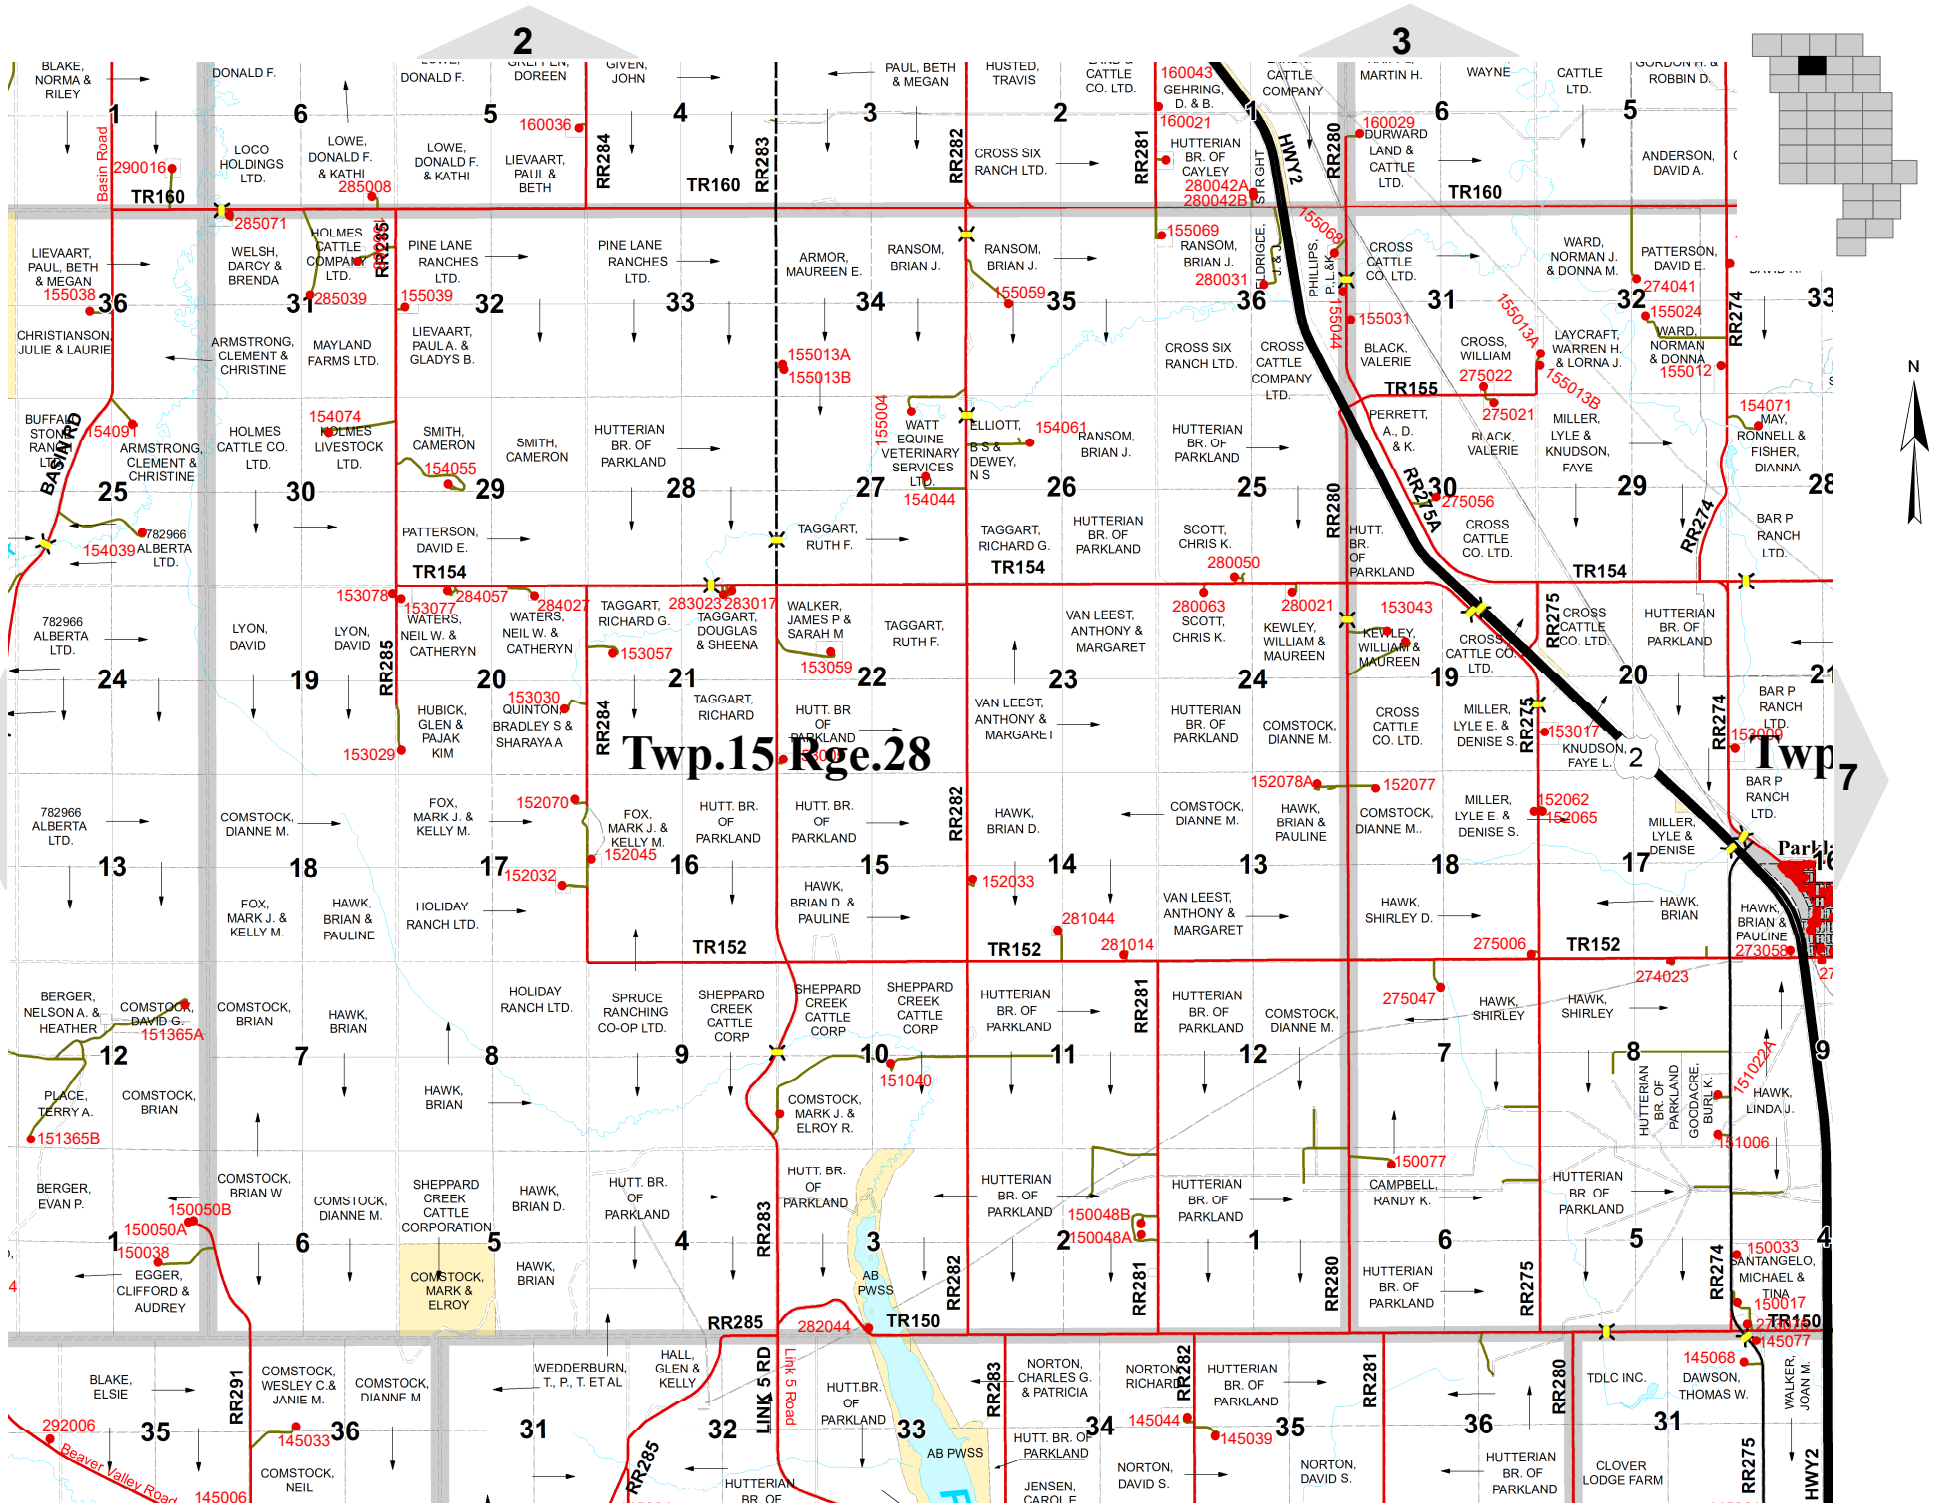 2
3
BLAKE,
NORMA &
RILEY
DONALD F.
DONALD F.
DOREEN
GIVEN,
JOHN
PAUL, BETH
& MEGAN
HUSTED,
TRAVIS
CATTLE
CO. LTD.
160043
GEHRING,
D. & B.
CATTLE
COMPANY
MARTIN H.
WAYNE
CATTLE
LTD.
ROBBIN D.
1
6
5
4
3
2
1
6
5
160036
160021
160029
Basin Road
290016
LOCO
HOLDINGS
LTD.
LOWE,
DONALD F.
& KATHI
285008
LOWE,
DONALD F.
& KATHI
LIEVAART,
PAUL &
BETH
RR284
RR283
RR282
CROSS SIX
RANCH LTD.
RR281
HUTTERIAN
BR. OF
CAYLEY
280042A
280042B
HWY2
RR280
DURWARD
LAND &
CATTLE
LTD.
ANDERSON,
DAVID A.
TR160
TR160
TR160
285071
LIEVAART,
PAUL, BETH
& MEGAN
155038
WELSH,
DARCY &
BRENDA
HOLMES
CATTLE
COMPANY
LTD.
285039
RR285
PINE LANE
RANCHES
LTD.
155039
PINE LANE
RANCHES
LTD.
ARMOR,
MAUREEN E.
RANSOM,
BRIAN J.
RANSOM,
BRIAN J.
155059
155069
RANSOM,
BRIAN J.
280031
PHILLIPS,
155068
155044
CROSS
CATTLE
CO. LTD.
155031
WARD,
NORMAN J.
& DONNA M.
PATTERSON,
DAVID E.
274041
155024
36
31
32
33
34
35
36
31
32
33
RR274
CHRISTIANSON,
JULIE & LAURIE
ARMSTRONG,
CLEMENT &
CHRISTINE
MAYLAND
FARMS LTD.
LIEVAART,
PAUL A. &
GLADYS B.
155013A
155013B
CROSS SIX
RANCH LTD.
CROSS
CATTLE
COMPANY
LTD.
BLACK,
VALERIE
CROSS,
WILLIAM
275022
275021
155013A
155013B
LAYCRAFT,
WARREN H.
& LORNA J.
WARD,
NORMAN
& DONNA
155012
TR155
BASIN RD
154091
ARMSTRONG,
CLEMENT &
CHRISTINE
HOLMES
CATTLE CO.
LTD.
154074
HOLMES
LIVESTOCK
LTD.
SMITH,
CAMERON
154055
SMITH,
CAMERON
HUTTERIAN
BR. OF
PARKLAND
155004
WATT
EQUINE
VETERINARY
SERVICES
LTD.
154044
ELLIOTT,
B S &
DEWEY,
N S
154061
RANSOM,
BRIAN J.
HUTTERIAN
BR. OF
PARKLAND
PERRETT,
A., D.
& K.
BLACK,
VALERIE
MILLER,
LYLE &
KNUDSON,
FAYE
154071
MAY,
RONNELL &
FISHER,
DIANNA
25
30
29
28
27
26
25
30
29
28
154039
782966
ALBERTA
LTD.
PATTERSON,
DAVID E.
TAGGART,
RUTH F.
TAGGART,
RICHARD G.
HUTTERIAN
BR. OF
PARKLAND
SCOTT,
CHRIS K.
280050
RR280
HUTT.
BR.
OF
PARKLAND
RR275A
275056
CROSS
CATTLE
CO. LTD.
RR274
BAR P
RANCH
LTD.
TR154
TR154
TR154
153078
153077
284057
284027
283023
283017
280063
280021
153043
782966
ALBERTA
LTD.
LYON,
DAVID
LYON,
DAVID
RR285
WATERS,
NEIL W. &
CATHERYN
WATERS,
NEIL W. &
CATHERYN
TAGGART,
RICHARD G.
153057
TAGGART,
DOUGLAS
& SHEENA
WALKER,
JAMES P &
SARAH M
153059
TAGGART,
RUTH F.
VAN LEEST,
ANTHONY &
MARGARET
SCOTT,
CHRIS K.
KEWLEY,
WILLIAM &
MAUREEN
KEWLEY,
WILLIAM &
MAUREEN
CROSS
CATTLE CO.
LTD.
RR275
CROSS
CATTLE
CO. LTD.
HUTTERIAN
BR. OF
PARKLAND
24
19
20
21
22
23
24
19
20
21
153029
HUBICK,
GLEN &
PAJAK
KIM
153030
QUINTON,
BRADLEY S &
SHARAYA A
RR284
TAGGART,
RICHARD
HUTT. BR
OF
PARKLAND
VAN LEEST,
ANTHONY &
MARGARET
HUTTERIAN
BR. OF
PARKLAND
COMSTOCK,
DIANNE M.
CROSS
CATTLE
CO. LTD.
MILLER,
LYLE E. &
DENISE S.
RR275
153017
KNUDSON,
FAYE L.
2
RR274
BAR P
RANCH
LTD.
153009
Twp.15 Rge.28
Twp
7
782966
ALBERTA
LTD.
COMSTOCK,
DIANNE M.
FOX,
MARK J. &
KELLY M.
152070
FOX,
MARK J. &
KELLY M.
152045
HUTT. BR.
OF
PARKLAND
HUTT. BR.
OF
PARKLAND
RR282
HAWK,
BRIAN D.
COMSTOCK,
DIANNE M.
152078A
HAWK,
BRIAN &
PAULINE
152077
COMSTOCK,
DIANNE M..
MILLER,
LYLE E. &
DENISE S.
152062
152065
MILLER,
LYLE &
DENISE
BAR P
RANCH
LTD.
13
18
17
16
15
14
13
18
17
16
152032
152033
FOX,
MARK J. &
KELLY M.
HAWK,
BRIAN &
PAULINE
HOLIDAY
RANCH LTD.
HAWK,
BRIAN D. &
PAULINE
281044
281014
VAN LEEST,
ANTHONY &
MARGARET
HAWK,
SHIRLEY D.
275006
HAWK.
BRIAN
HAWK,
BRIAN &
PAULINE
273058
TR152
TR152
TR152
274023
275047
BERGER,
NELSON A. &
HEATHER
COMSTOCK,
DAVID G.
151365A
COMSTOCK,
BRIAN
HAWK,
BRIAN
HOLIDAY
RANCH LTD.
SPRUCE
RANCHING
CO-OP LTD.
SHEPPARD
CREEK
CATTLE
CORP
SHEPPARD
CREEK
CATTLE
CORP
SHEPPARD
CREEK
CATTLE
CORP
HUTTERIAN
BR. OF
PARKLAND
RR281
HUTTERIAN
BR. OF
PARKLAND
COMSTOCK,
DIANNE M.
HAWK,
SHIRLEY
HAWK,
SHIRLEY
12
7
8
9
10
11
12
7
8
9
PLACE,
TERRY A.
COMSTOCK,
BRIAN
HAWK,
BRIAN
151040
COMSTOCK,
MARK J. &
ELROY R.
HUTTERIAN
BR. OF
PARKLAND
GOODACRE,
BURL K.
151022A
HAWK,
LINDA J.
151006
151365B
150077
BERGER,
EVAN P.
COMSTOCK,
BRIAN W
150050B
150050A
150038
COMSTOCK,
DIANNE M.
SHEPPARD
CREEK
CATTLE
CORPORATION
HAWK,
BRIAN D.
HUTT. BR.
OF
PARKLAND
RR283
HUTT. BR.
OF
PARKLAND
HUTTERIAN
BR. OF
PARKLAND
150048B
150048A
HUTTERIAN
BR. OF
PARKLAND
CAMPBELL,
RANDY K.
HUTTERIAN
BR. OF
PARKLAND
1
6
5
4
3
2
1
6
5
4
EGGER,
CLIFFORD &
AUDREY
COMSTOCK,
MARK &
ELROY
HAWK,
BRIAN
AB
PWSS
RR282
RR281
RR280
HUTTERIAN
BR. OF
PARKLAND
RR275
RR274
150033
SANTANGELO,
MICHAEL &
TINA
150017
RR285
282044
TR150
TR150
145077
BLAKE,
ELSIE
RR291
COMSTOCK,
WESLEY C.&
JANIE M.
COMSTOCK,
DIANNE M
WEDDERBURN,
T., P., T. ET AL
HALL,
GLEN &
KELLY
LINK 5 RD
Link 5 Road
HUTT.BR.
OF
PARKLAND
RR283
NORTON,
CHARLES G.
& PATRICIA
NORTON,
RICHARD
RR282
HUTTERIAN
BR. OF
PARKLAND
RR281
RR280
TDLC INC.
145068
DAWSON,
THOMAS W.
WALKER,
JOAN M.
292006
Beaver Valley Road
35
36
31
32
33
34
35
36
31
145033
145044
145039
COMSTOCK,
NEIL
145006
RR285
HUTTERIAN
BR. OF
AB PWSS
HUTT. BR. OF
PARKLAND
JENSEN,
CAROL E
NORTON,
DAVID S.
NORTON,
DAVID S.
HUTTERIAN
BR. OF
PARKLAND
CLOVER
LODGE FARM
RR275
HWY2
N